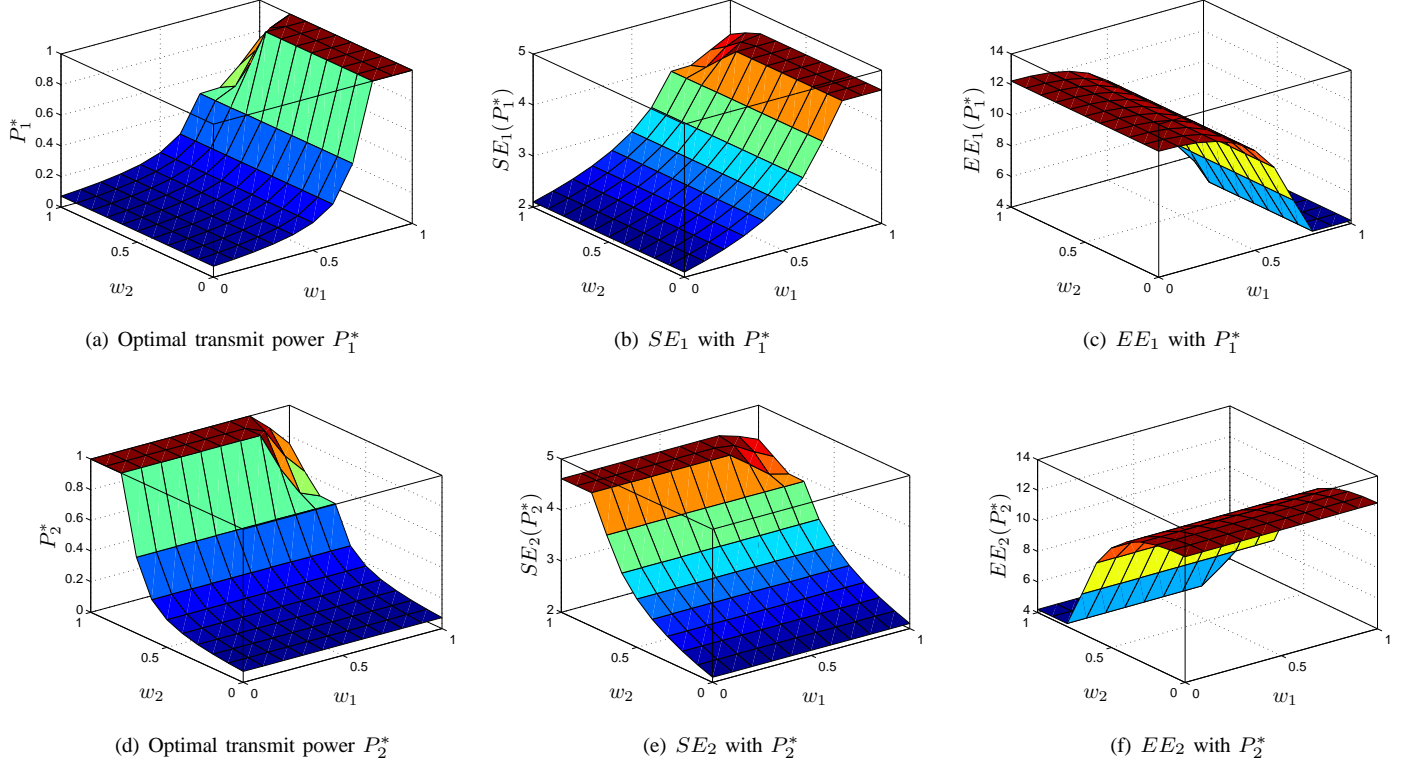 1
0.8
0.6
0.4
0.2
0
1
0.5
0
0
0.5
1
P_1^*
w_2
w_1
(a) Optimal transmit power P_1^*
5
4
3
2
1
0.5
0
0
0.5
1
SE_1(P_1^*)
w_2
w_1
(b) SE_1 with P_1^*
14
12
10
8
6
4
1
0.5
0
0
0.5
1
EE_1(P_1^*)
w_2
w_1
(c) EE_1 with P_1^*
1
0.8
0.6
0.4
0.2
0
1
0.5
0
0
0.5
1
P_2^*
w_2
w_1
(d) Optimal transmit power P_2^*
5
4
3
2
1
0.5
0
0
0.5
1
SE_2(P_2^*)
w_2
w_1
(e) SE_2 with P_2^*
14
12
10
8
6
4
1
0.5
0
0
0.5
1
EE_2(P_2^*)
w_2
w_1
(f) EE_2 with P_2^*